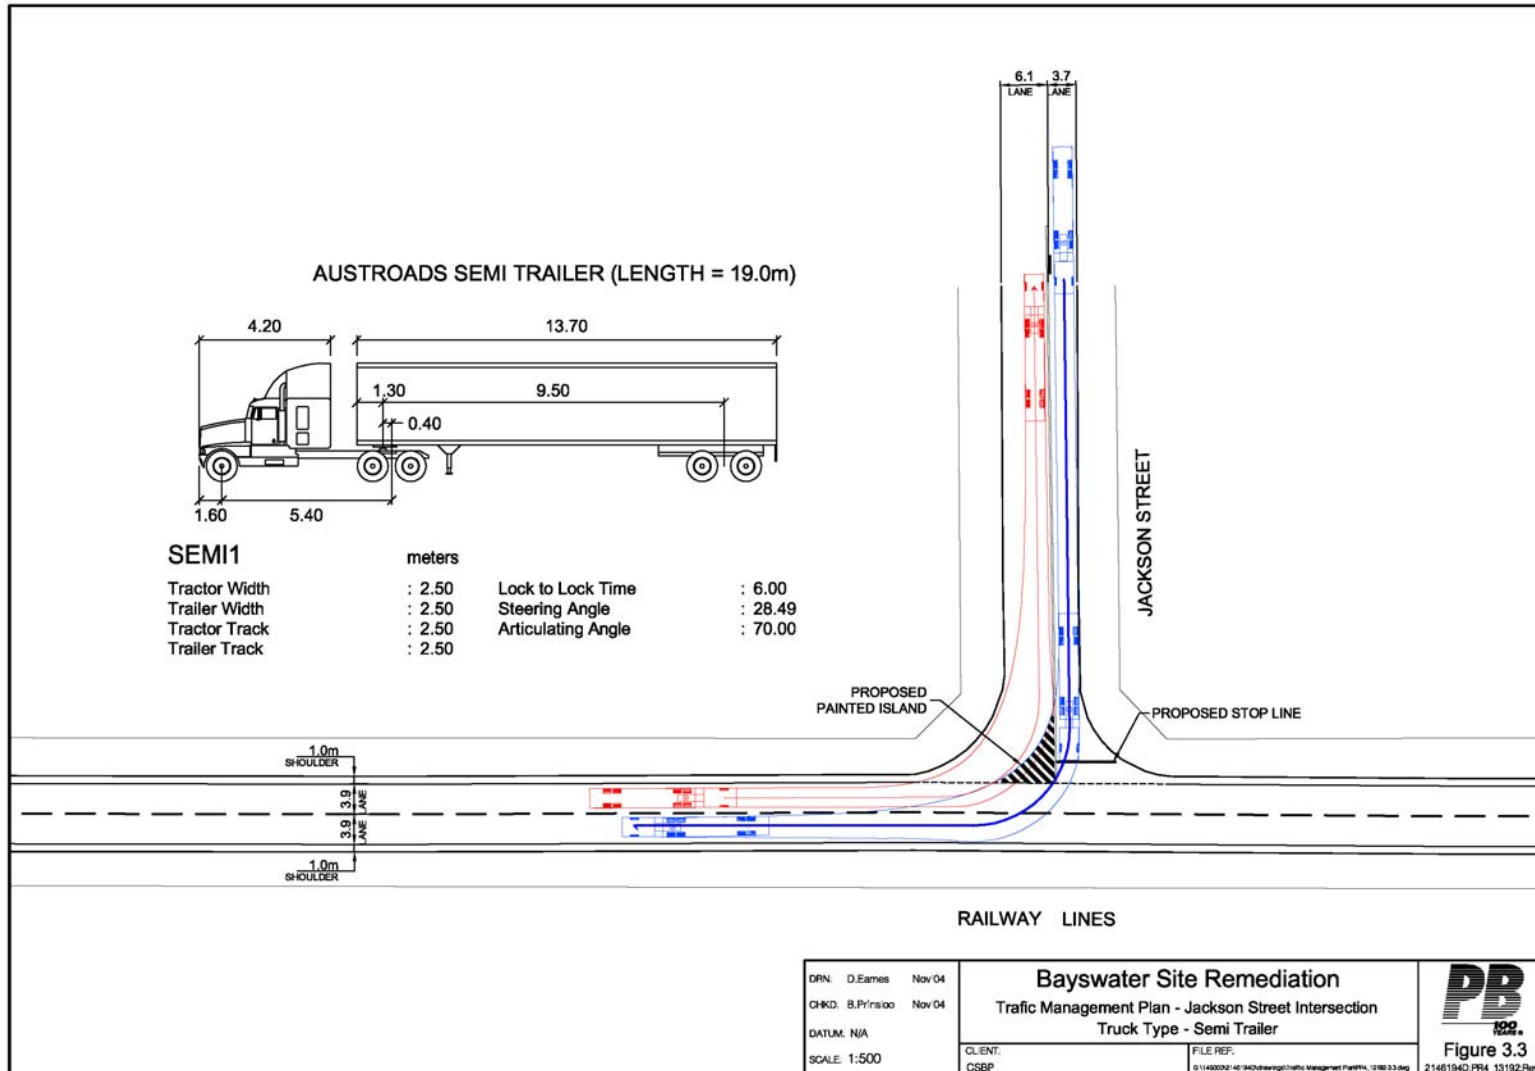 6.1 3.7
LANE LANE
AUSTROADS SEMI TRAILER (LENGTH = 19.0m)
4.20 13.70
1.30 9.50
0.40
1.60 5.40
SEMI1 meters
Tractor Width : 2.50 Lock to Lock Time : 6.00
Trailer Width : 2.50 Steering Angle : 28.49
Tractor Track : 2.50 Articulating Angle : 70.00
Trailer Track : 2.50
JACKSON STREET
PROPOSED
PAINTED ISLAND
PROPOSED STOP LINE
1.0m
SHOULDER
3.9
LANE
3.9
LANE
1.0m
SHOULDER
RAILWAY LINES
DRN: D.Eames Nov'04
CHKD: B.Prinsloo Nov'04
DATUM: N/A
SCALE: 1:500
Bayswater Site Remediation
Trafic Management Plan - Jackson Street Intersection
Truck Type - Semi Trailer
CLIENT:
CSBP
FILE REF:
PB
100
YEARS
Figure 3.3